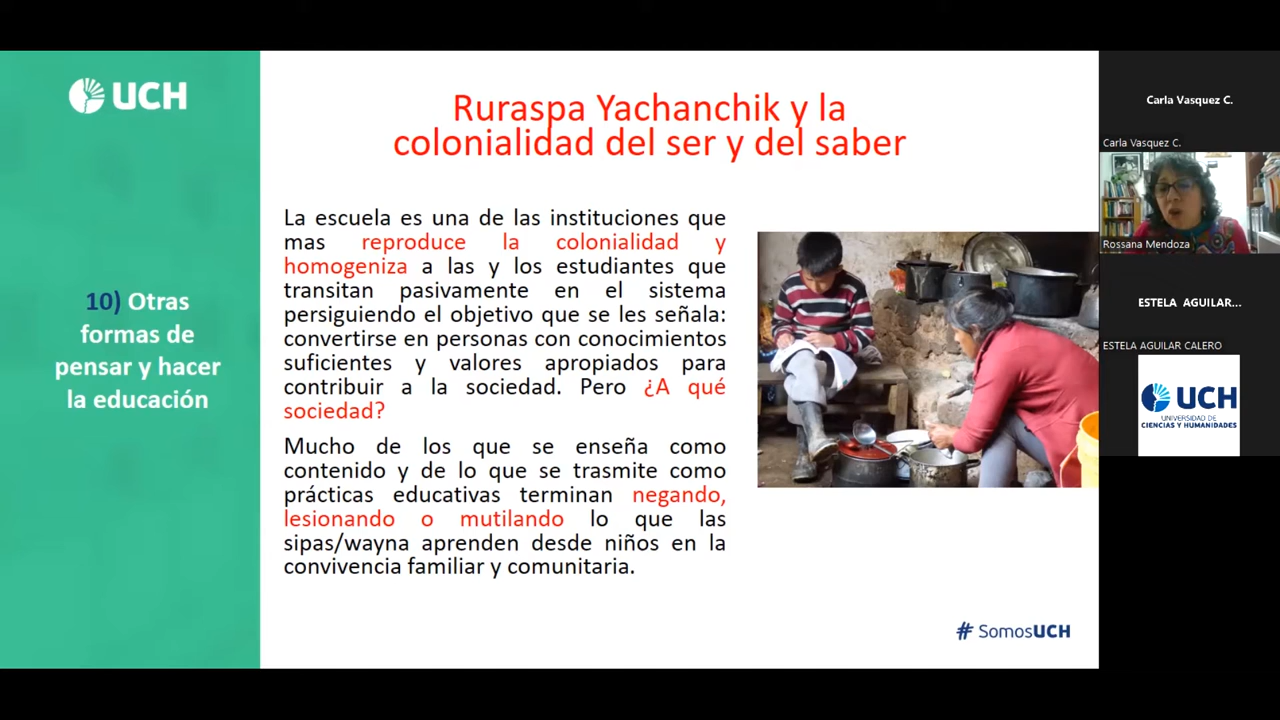 UCH
10) Otras
formas de
pensar y hacer
la educación
Ruraspa Yachanchik y la
colonialidad del ser y del saber
La escuela es una de las instituciones que
mas reproduce la colonialidad y
homogeniza a las y los estudiantes que
transitan pasivamente en el sistema
persiguiendo el objetivo que se les señala:
convertirse en personas con conocimientos
suficientes y valores apropiados para
contribuir a la sociedad. Pero ¿A qué
sociedad?
Mucho de los que se enseña como
contenido y de lo que se trasmite como
prácticas educativas terminan negando,
lesionando o mutilando lo que las
sipas/wayna aprenden desde niños en la
convivencia familiar y comunitaria.
# SomosUCH
Carla Vasquez C.
Carla Vasquez C.
Rossana Mendoza
ESTELA AGUILAR...
ESTELA AGUILAR CALERO
UCH
UNIVERSIDAD DE
CIENCIAS Y HUMANIDADES